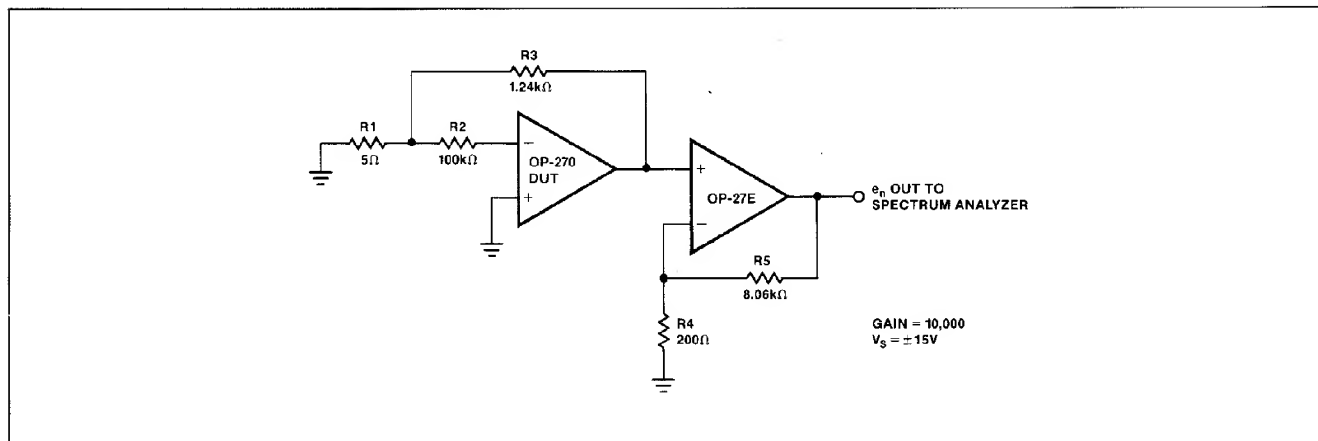 R3
1.24kΩ
R1
5Ω
R2
100kΩ
−
OP-270
DUT
+
+
OP-27E
−
eₙ OUT TO
SPECTRUM ANALYZER
R5
8.06kΩ
R4
200Ω
GAIN = 10,000
V_S = ±15V